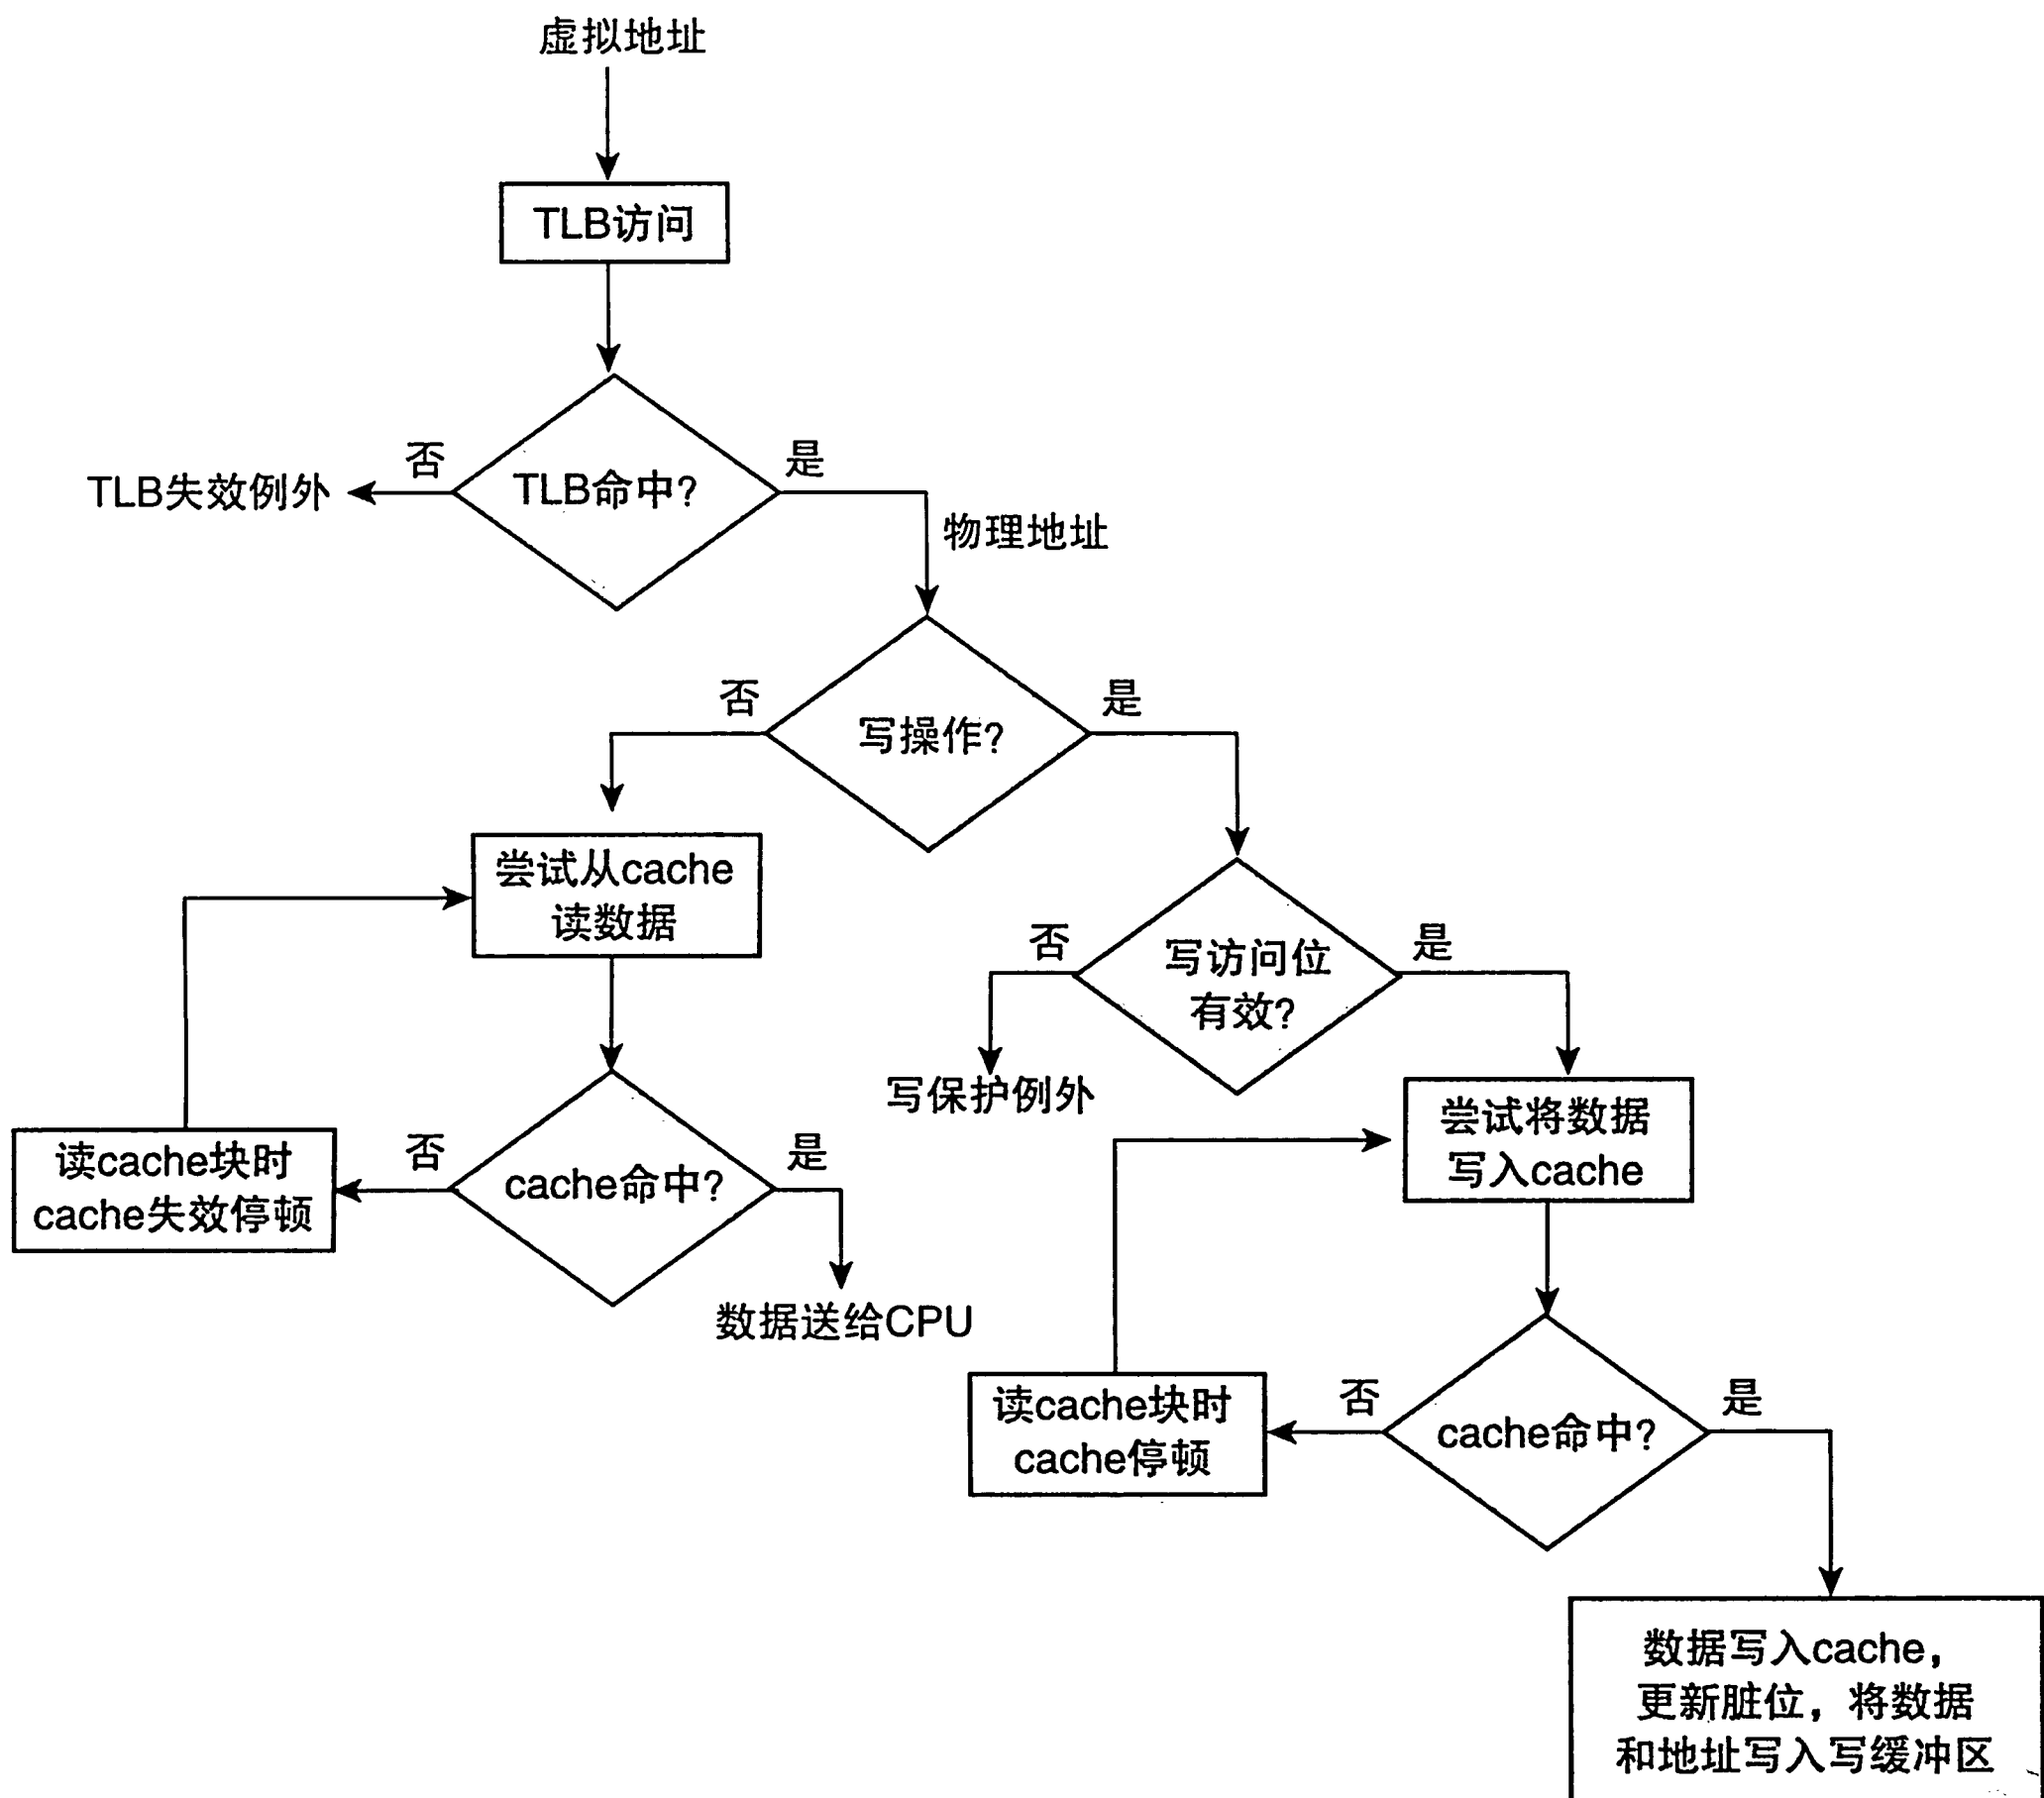 虚拟地址
TLB访问
否
是
TLB失效例外
TLB命中?
物理地址
否
是
写操作?
尝试从cache
读数据
否
是
写访问位
有效?
写保护例外
尝试将数据
写入cache
读cache块时
cache失效停顿
否
cache命中?
是
数据送给CPU
读cache块时
cache停顿
否
cache命中?
是
数据写入cache，
更新脏位，将数据
和地址写入写缓冲区